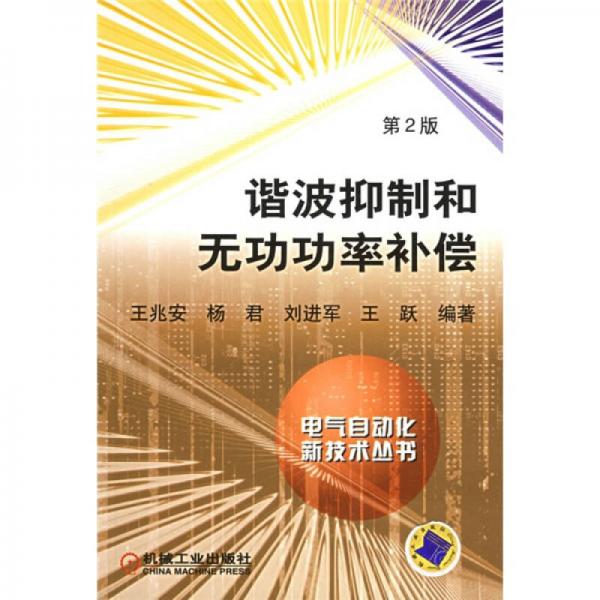 第2版
谐波抑制和
无功功率补偿
王兆安 杨 君 刘进军 王 跃 编著
电气自动化
新技术丛书
机械工业出版社
CHINA MACHINE PRESS